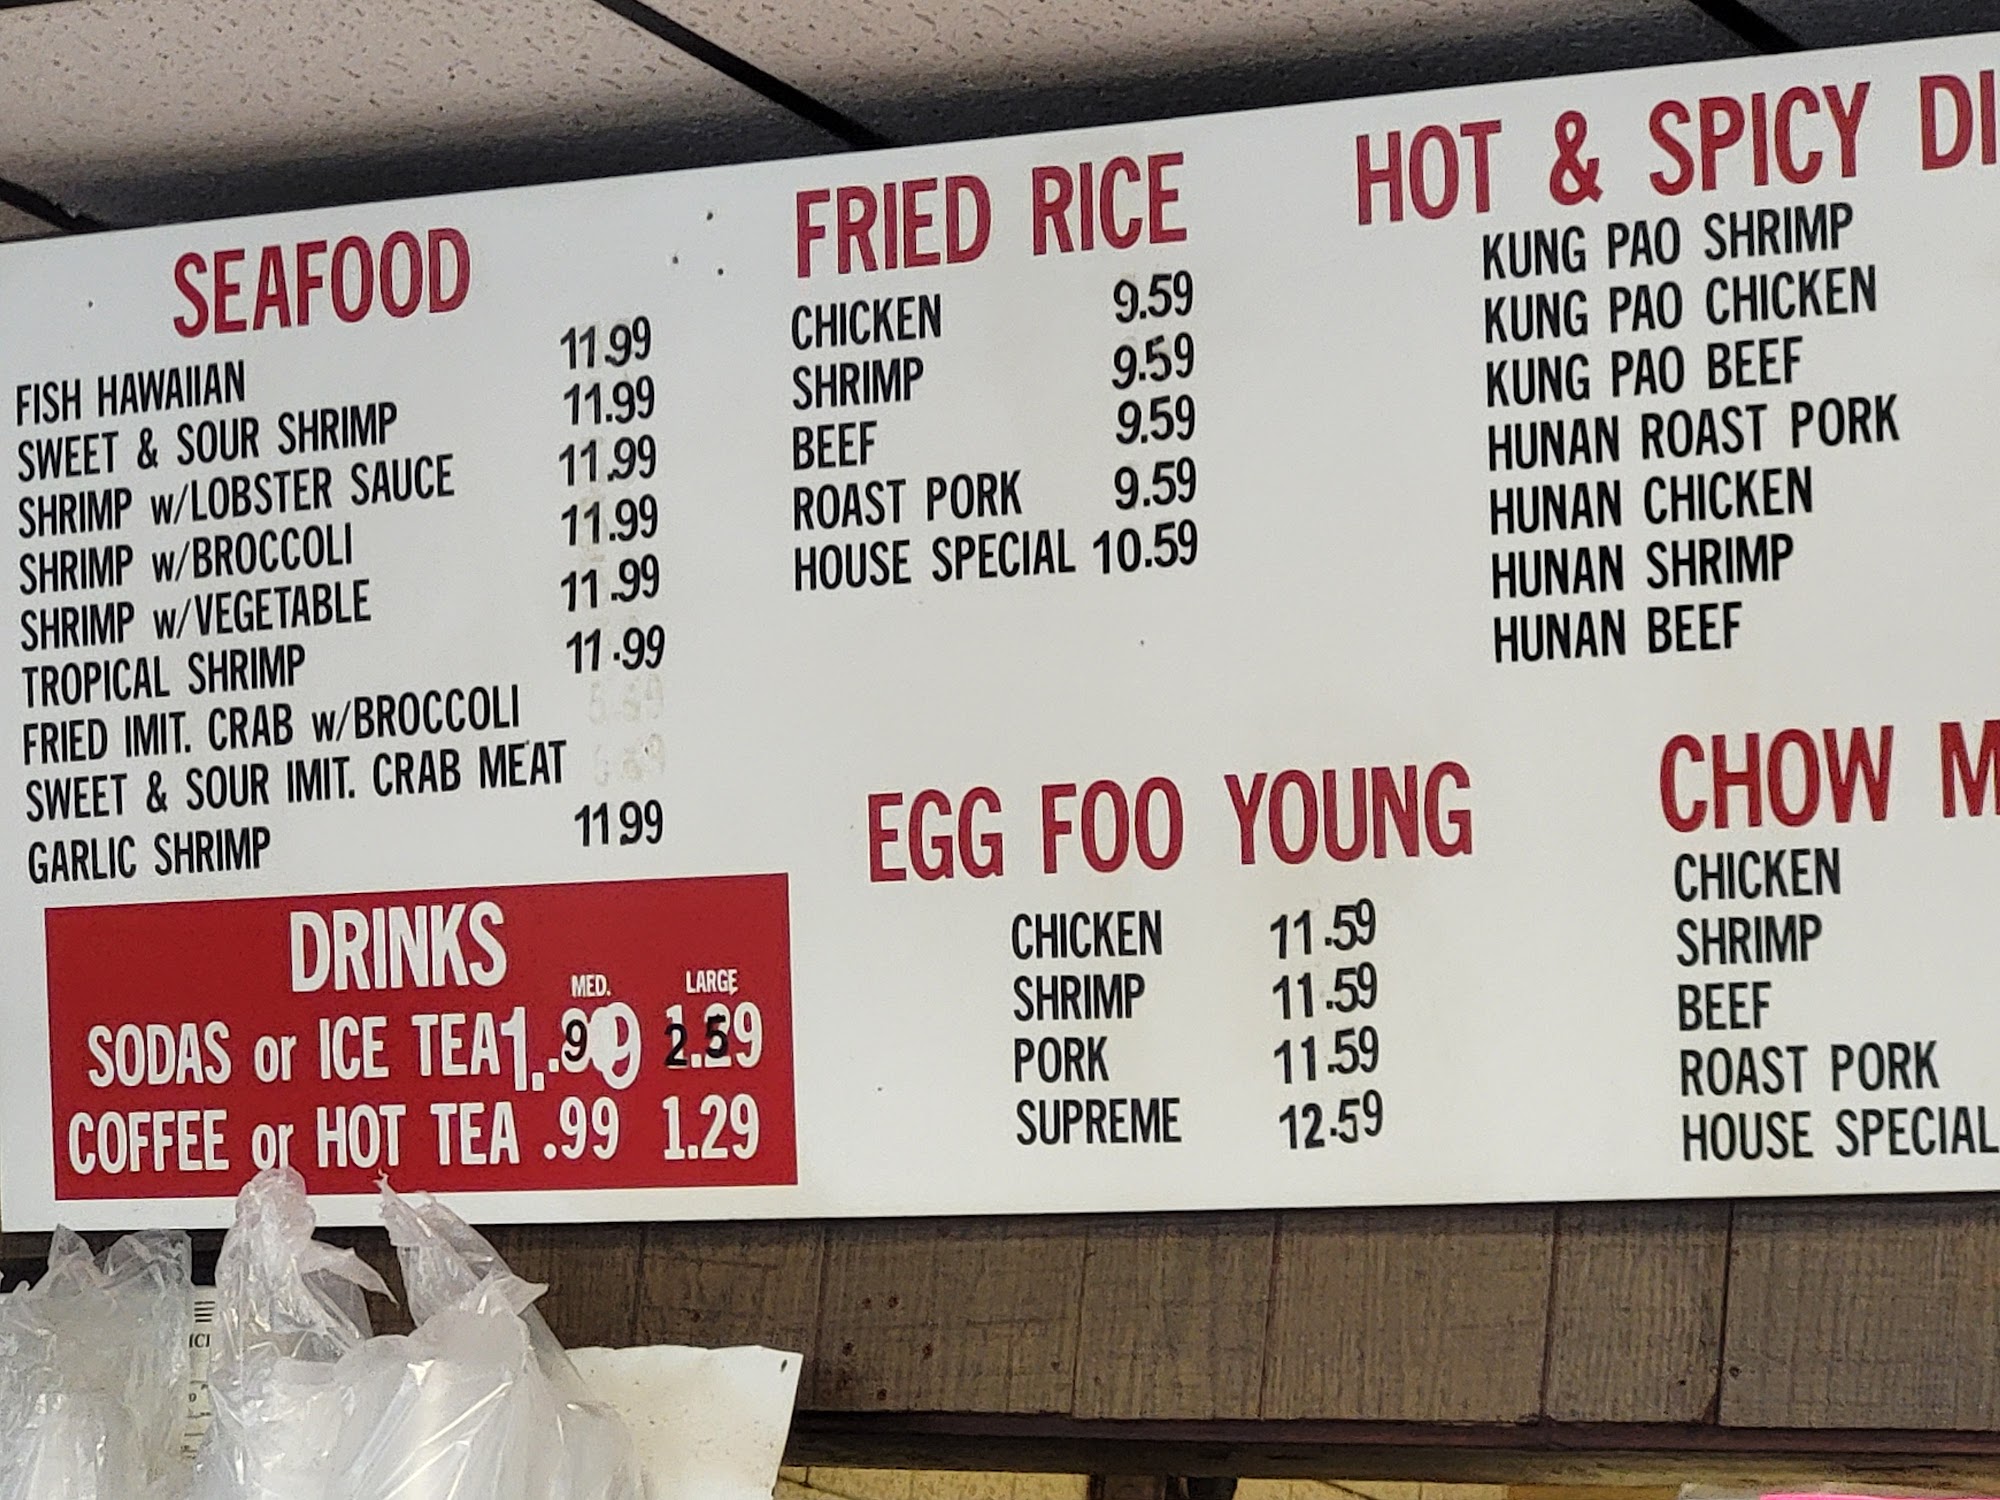 SEAFOOD
FISH HAWAIIAN 11.99
SWEET & SOUR SHRIMP 11.99
SHRIMP w/LOBSTER SAUCE 11.99
SHRIMP w/BROCCOLI 11.99
SHRIMP w/VEGETABLE 11.99
TROPICAL SHRIMP 11.99
FRIED IMIT. CRAB w/BROCCOLI
SWEET & SOUR IMIT. CRAB MEAT
GARLIC SHRIMP 1199
DRINKS
MED. LARGE
SODAS or ICE TEA 1.99 2.59
COFFEE or HOT TEA .99 1.29
FRIED RICE
CHICKEN 9.59
SHRIMP 9.59
BEEF 9.59
ROAST PORK 9.59
HOUSE SPECIAL 10.59
EGG FOO YOUNG
CHICKEN 11.59
SHRIMP 11.59
PORK 11.59
SUPREME 12.59
HOT & SPICY DI
KUNG PAO SHRIMP
KUNG PAO CHICKEN
KUNG PAO BEEF
HUNAN ROAST PORK
HUNAN CHICKEN
HUNAN SHRIMP
HUNAN BEEF
CHOW M
CHICKEN
SHRIMP
BEEF
ROAST PORK
HOUSE SPECIAL